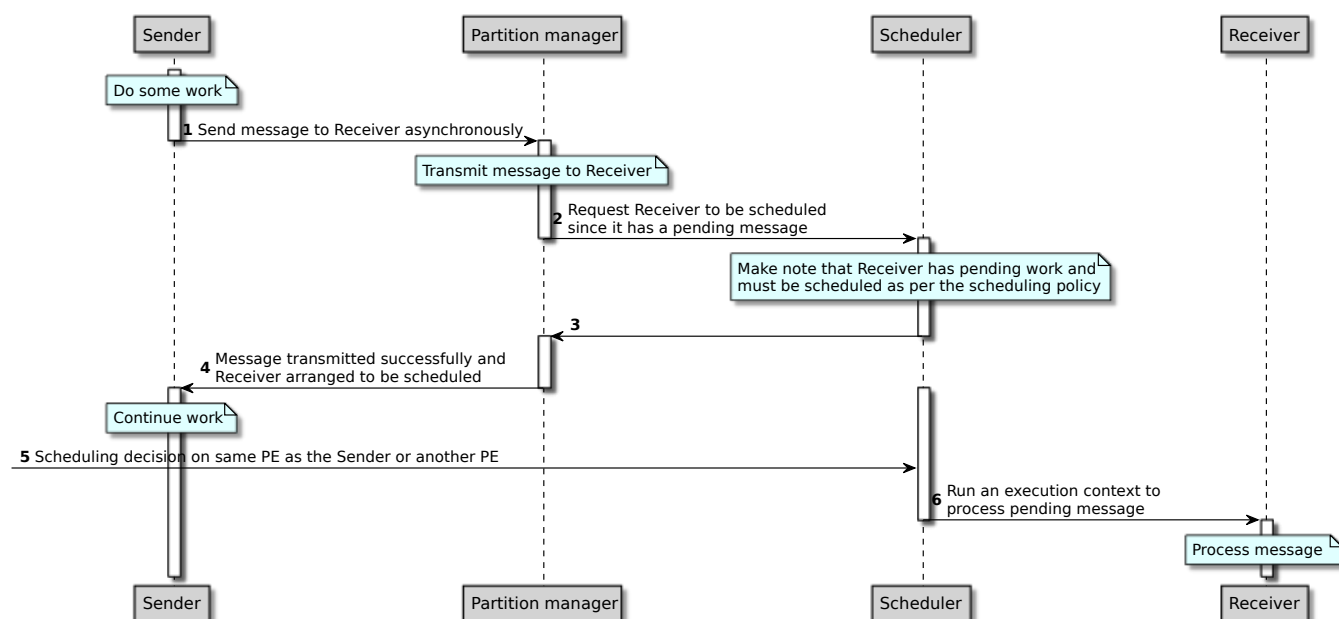 Sender
Partition manager
Scheduler
Receiver
Do some work
1 Send message to Receiver asynchronously
Transmit message to Receiver
2 Request Receiver to be scheduled
since it has a pending message
Make note that Receiver has pending work and
must be scheduled as per the scheduling policy
3
4 Message transmitted successfully and
Receiver arranged to be scheduled
Continue work
5 Scheduling decision on same PE as the Sender or another PE
6 Run an execution context to
process pending message
Process message
Sender
Partition manager
Scheduler
Receiver